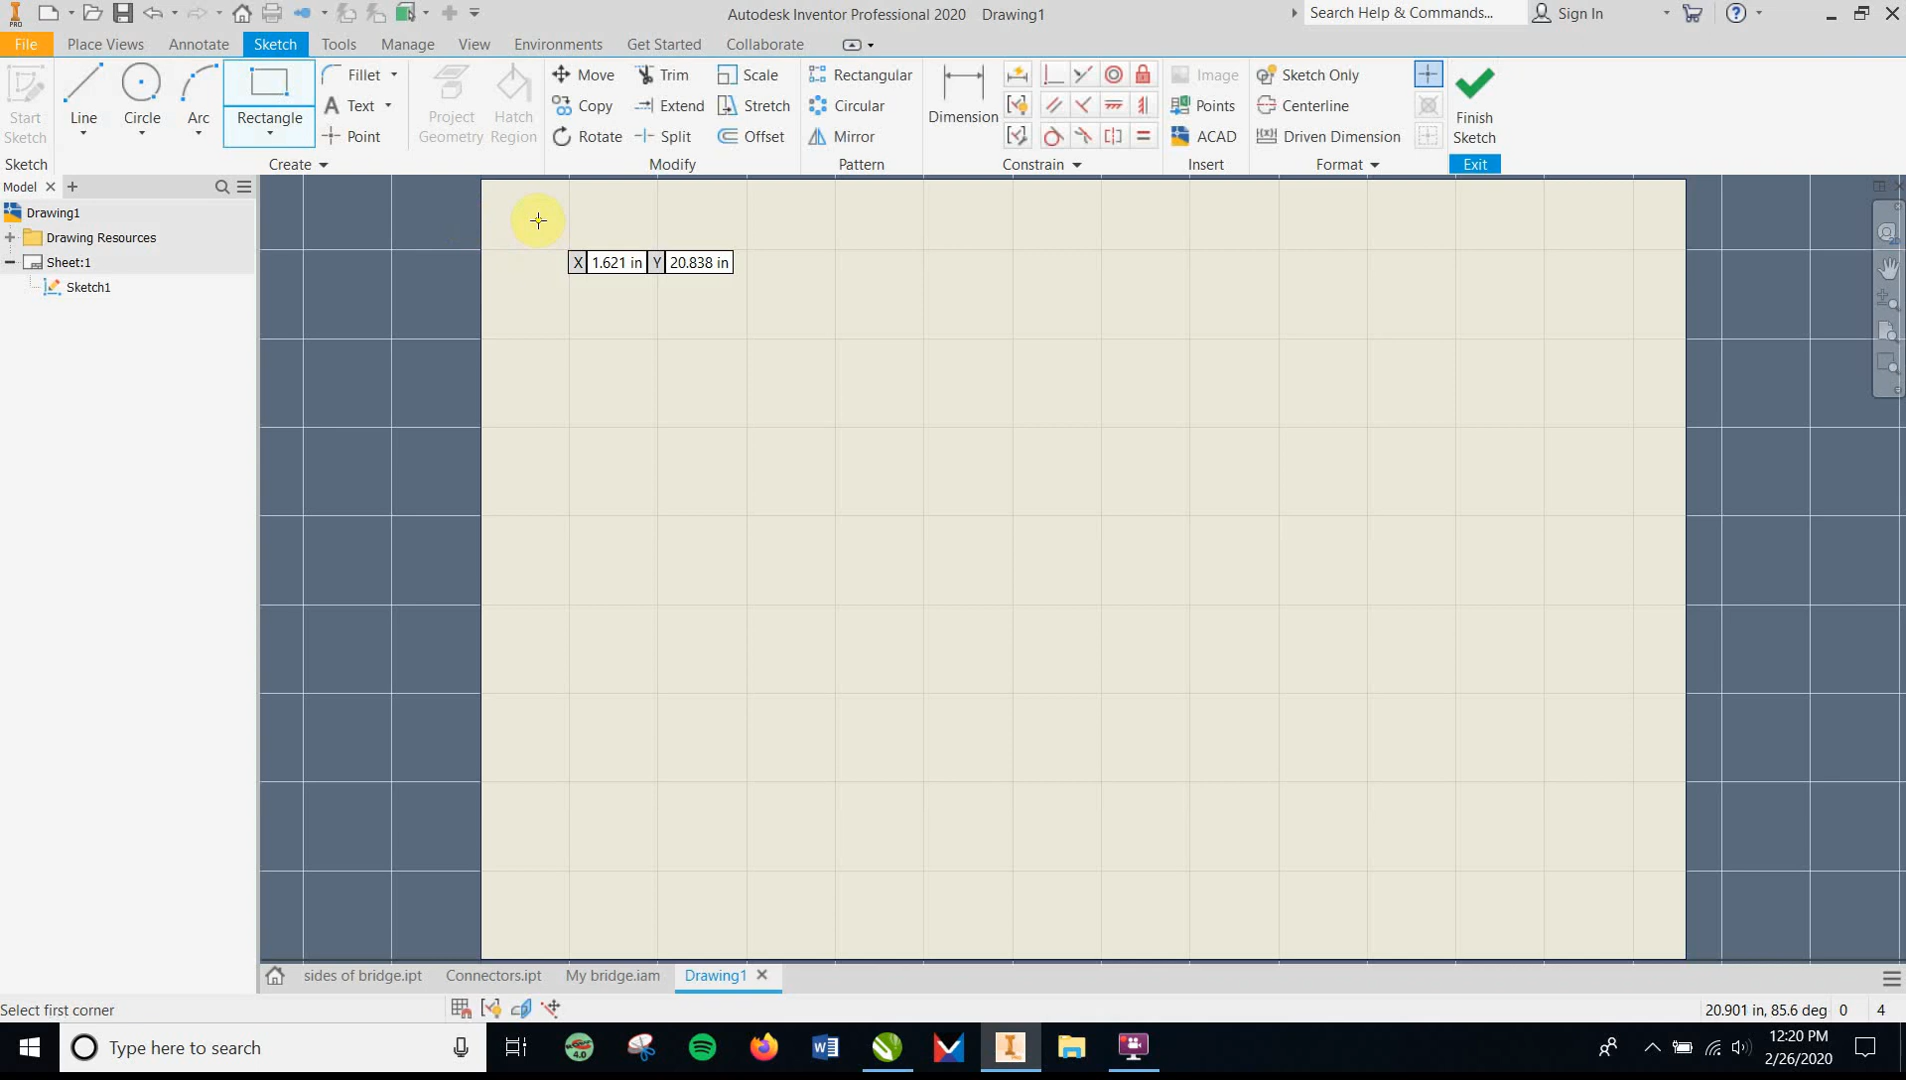 Autodesk Inventor Professional 2020 Drawing1
Search Help & Commands...
Sign In
File Place Views Annotate Sketch Tools Manage View Environments Get Started Collaborate
Start Sketch
Line
Circle
Arc
Rectangle
Fillet
Text
Point
Project Geometry
Hatch Region
Move
Copy
Rotate
Trim
Extend
Split
Scale
Stretch
Offset
Rectangular
Circular
Mirror
Dimension
Image
Points
ACAD
Sketch Only
Centerline
Driven Dimension
Finish Sketch
Sketch Create Modify Pattern Constrain Insert Format Exit
Model
Drawing1
Drawing Resources
Sheet:1
Sketch1
X 1.621 in Y 20.838 in
sides of bridge.ipt Connectors.ipt My bridge.iam Drawing1
Select first corner
20.901 in, 85.6 deg 0 4
Type here to search
12:20 PM
2/26/2020